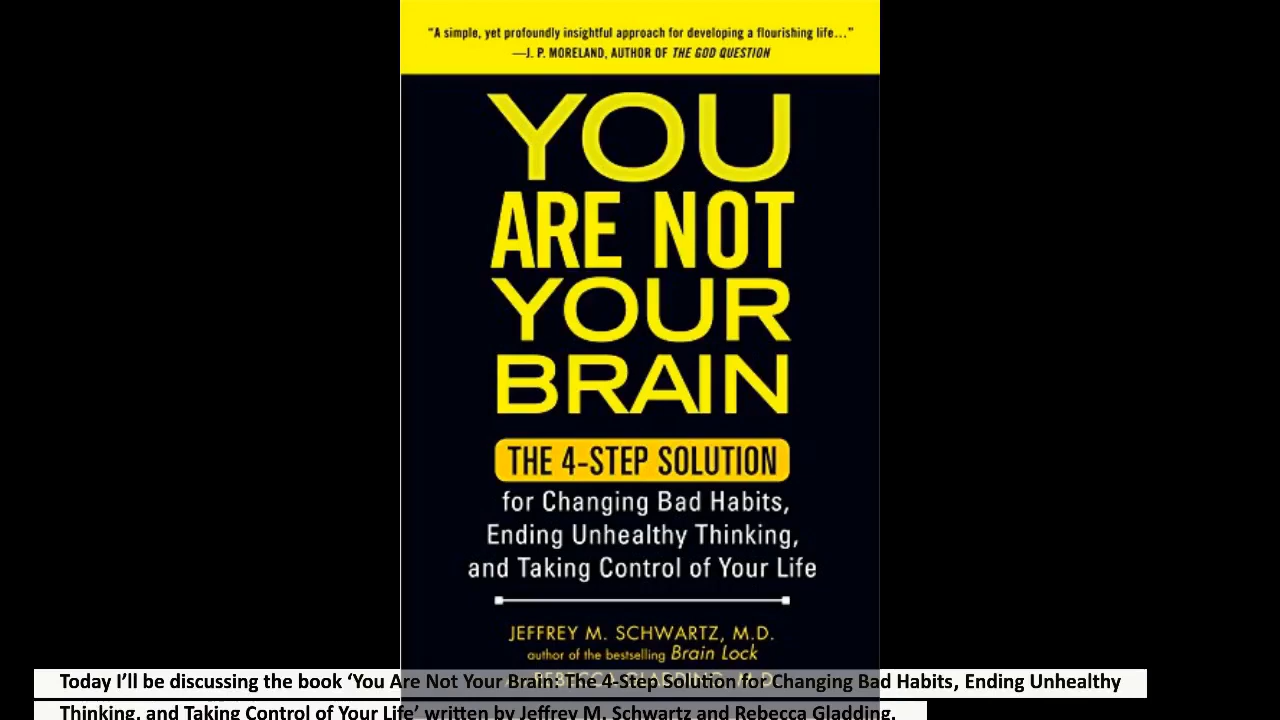 "A simple, yet profoundly insightful approach for developing a flourishing life..."
—J. P. MORELAND, AUTHOR OF THE GOD QUESTION
YOU
ARE NOT
YOUR
BRAIN
THE 4-STEP SOLUTION
for Changing Bad Habits,
Ending Unhealthy Thinking,
and Taking Control of Your Life
JEFFREY M. SCHWARTZ, M.D.
author of the bestselling Brain Lock
Today I’ll be discussing the book ‘You Are Not Your Brain: The 4-Step Solution for Changing Bad Habits, Ending Unhealthy
Thinking, and Taking Control of Your Life’ written by Jeffrey M. Schwartz and Rebecca Gladding.